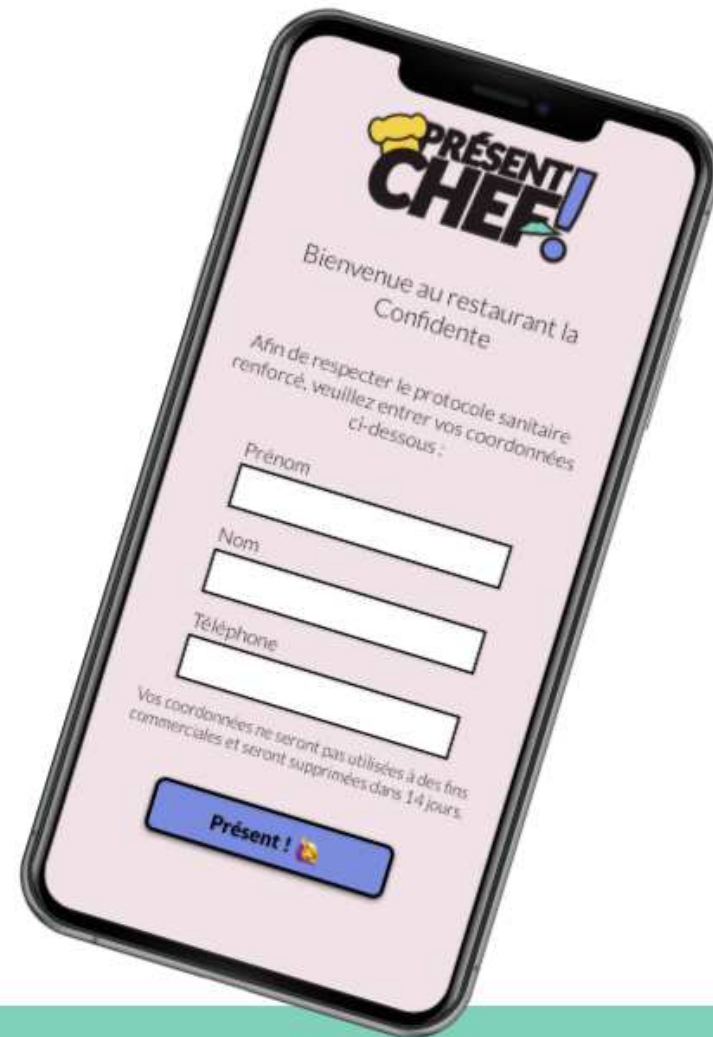 PRÉSENT
CHEF!
Bienvenue au restaurant la
Confidente
Afin de respecter le protocole sanitaire
renforcé, veuillez entrer vos coordonnées
ci-dessous :
Prénom
Nom
Téléphone
Vos coordonnées ne seront pas utilisées à des fins
commerciales et seront supprimées dans 14 jours.
Présent ! 🙋